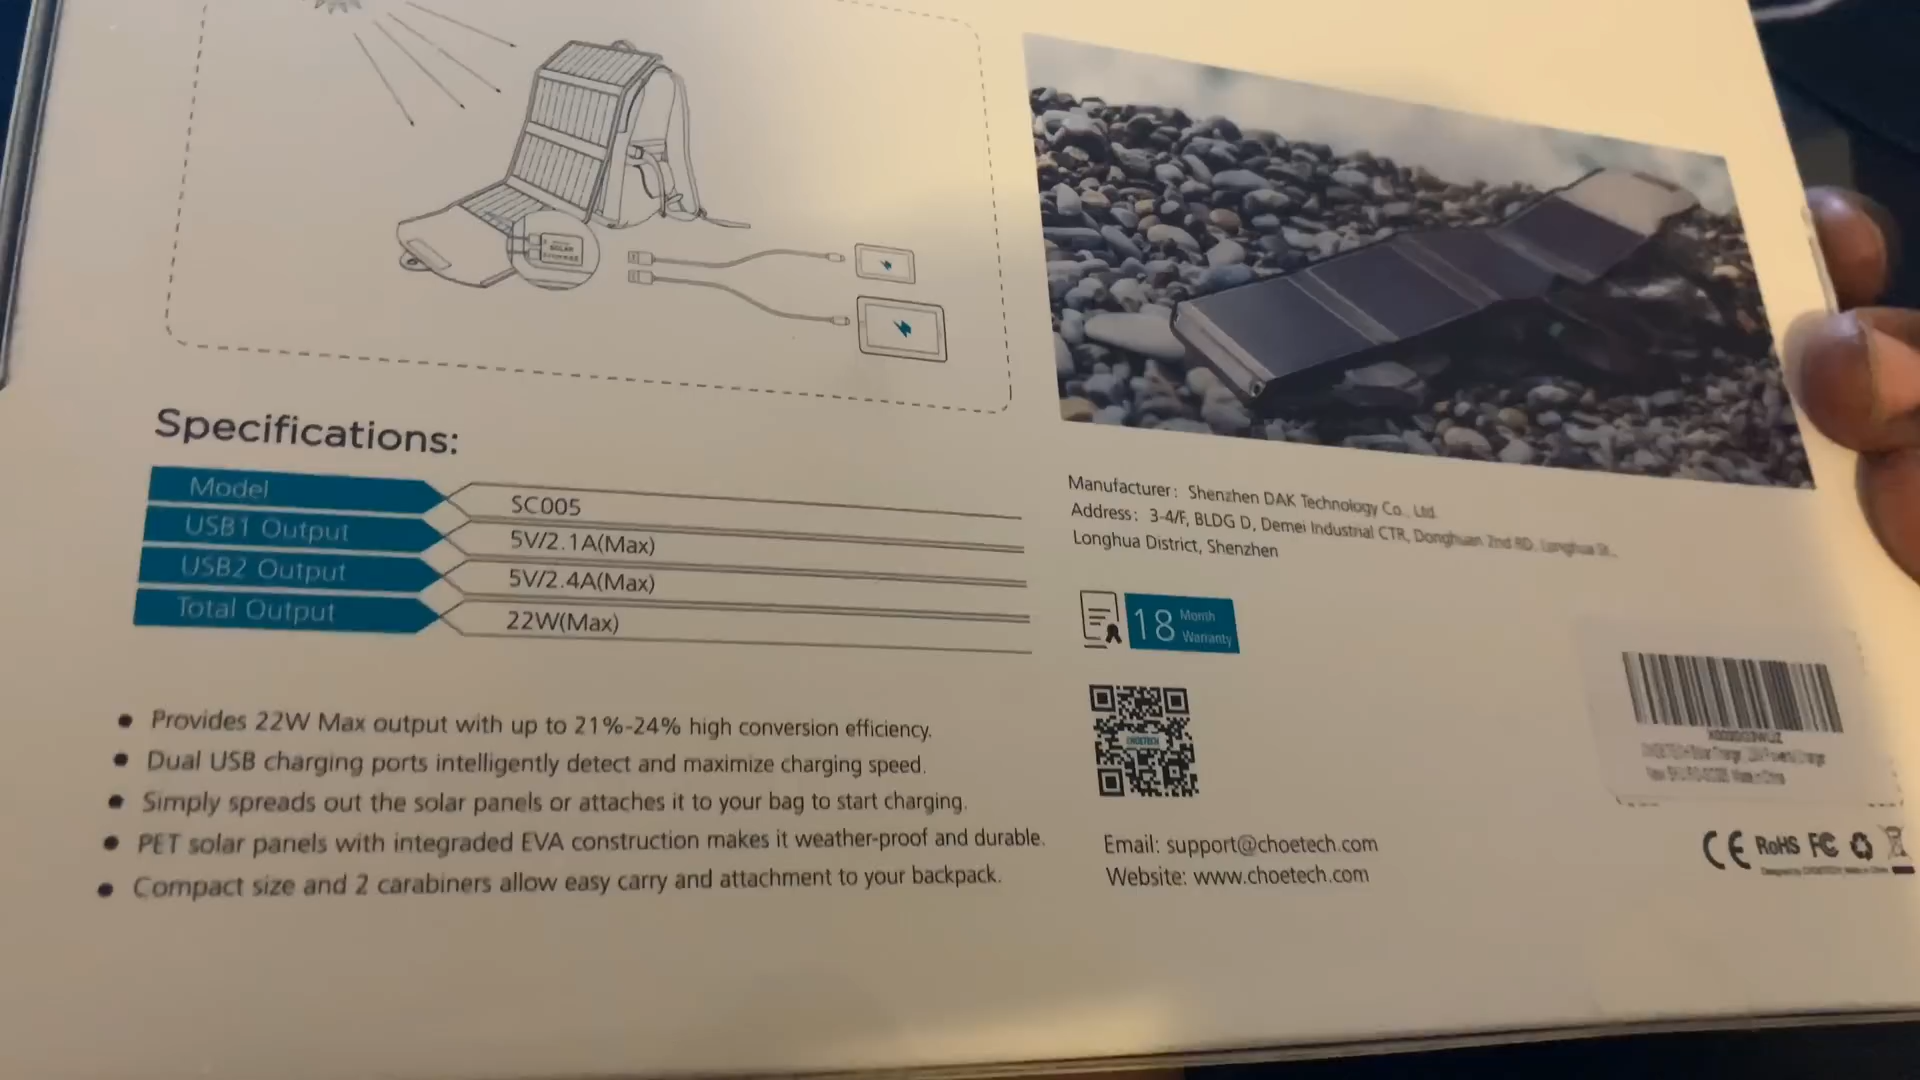 SOLAR
Specifications:
Model
SC005
USB1 Output
5V/2.1A(Max)
USB2 Output
5V/2.4A(Max)
Total Output
22W(Max)
● Provides 22W Max output with up to 21%-24% high conversion efficiency.
● Dual USB charging ports intelligently detect and maximize charging speed.
● Simply spreads out the solar panels or attaches it to your bag to start charging.
● PET solar panels with integraded EVA construction makes it weather-proof and durable.
● Compact size and 2 carabiners allow easy carry and attachment to your backpack.
Manufacturer: Shenzhen DAK Technology Co., Ltd.
Address: 3-4/F, BLDG D, Demei Industrial CTR, Donghuan 2nd RD, Longhua St.,
Longhua District, Shenzhen
18 Month
Warranty
CHOETECH
Email: support@choetech.com
Website: www.choetech.com
CE RoHS FC